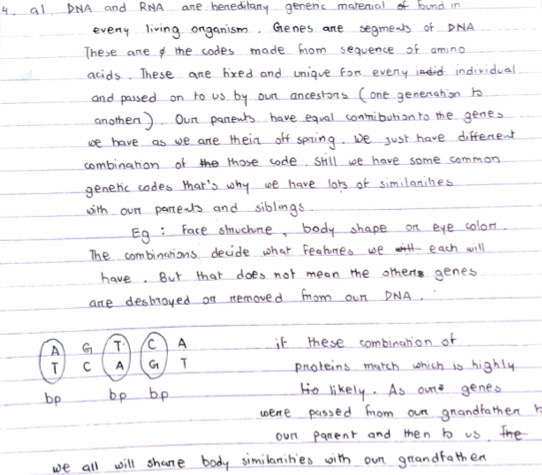 4. a) DNA and RNA are hereditary generic material of found in
every living organism. Genes are segments of DNA
These are the codes made from sequence of amino
acids. These are fixed and unique for every individual
and passed on to us by our ancestors (one generation to
another). Our parents have equal contribution to the genes
we have as we are their off spring. We just have different
combination of the those code. Still we have some common
genetic codes that's why we have lots of similarities
with our parents and siblings.
Eg : Face structure, body shape or eye color.
The combinations decide what features we will each will
have. But that does not mean the others genes
are destroyed or removed from our DNA.
A G T C A
T C A G T
bp bp bp
if these combination of
proteins match which is highly
likely. As our genes
were passed from our grandfather to
our parent and then to us. The
we all will share body similarities with our grandfather